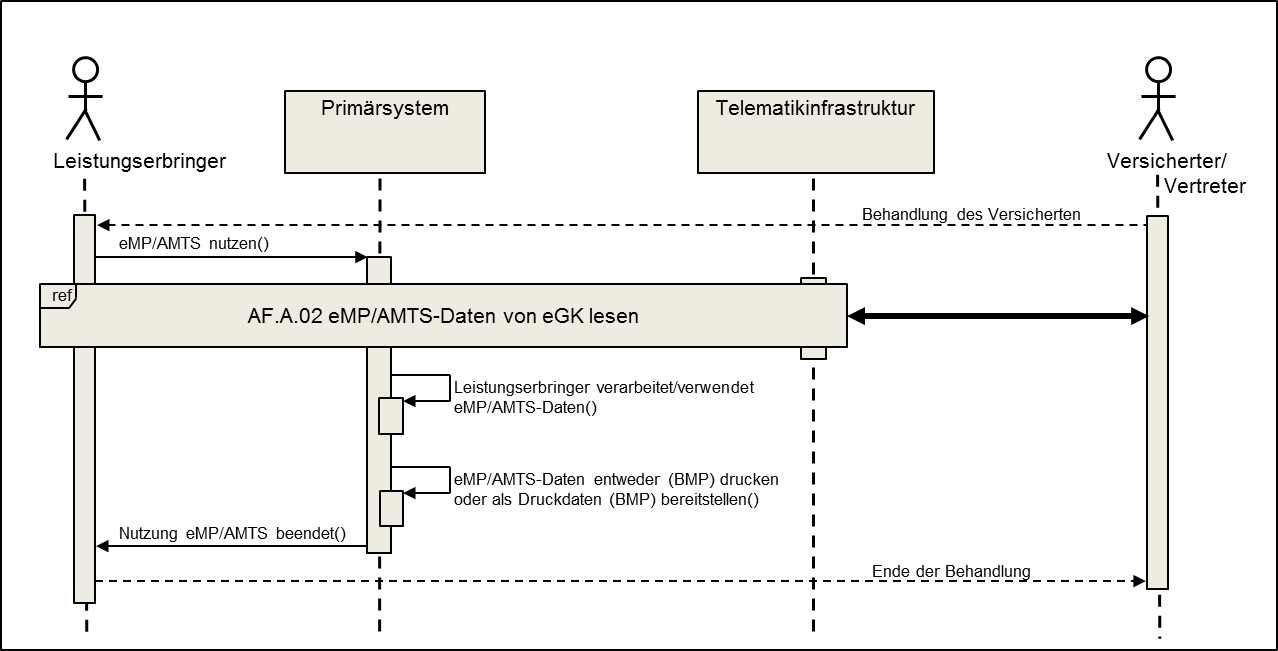 Primärsystem
Telematikinfrastruktur
Leistungserbringer
Versicherter/
Vertreter
Behandlung des Versicherten
eMP/AMTS nutzen()
ref
AF.A.02 eMP/AMTS-Daten von eGK lesen
Leistungserbringer verarbeitet/verwendet
eMP/AMTS-Daten()
eMP/AMTS-Daten entweder (BMP) drucken
oder als Druckdaten (BMP) bereitstellen()
Nutzung eMP/AMTS beendet()
Ende der Behandlung